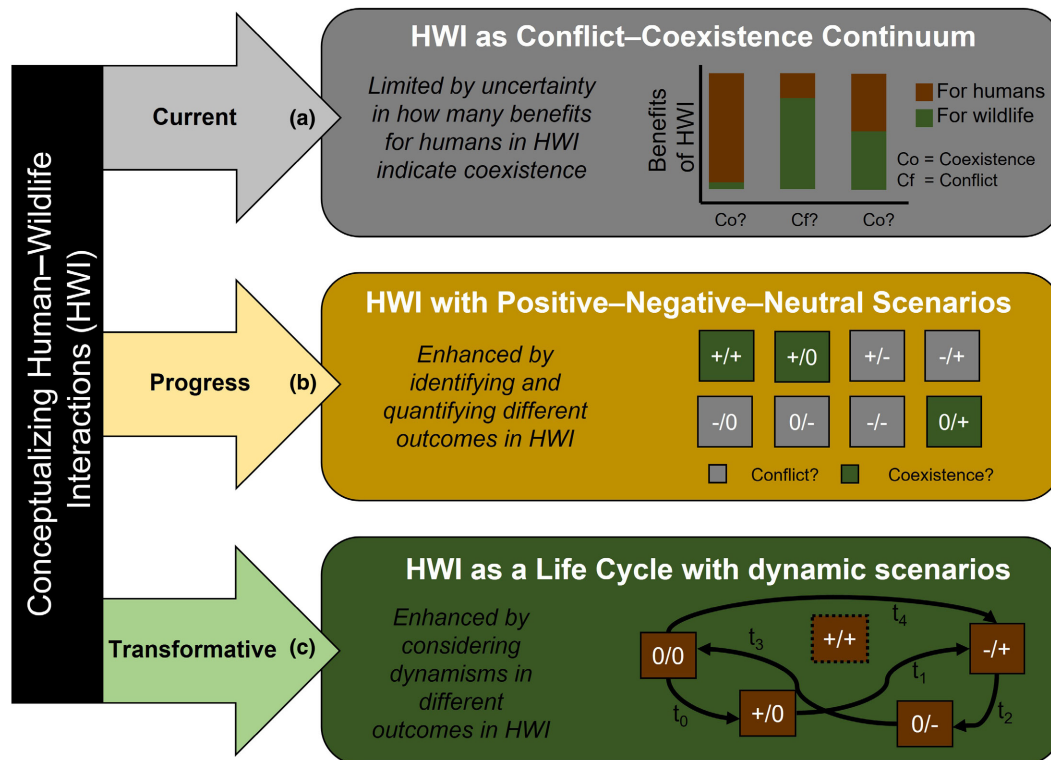 Conceptualizing Human–Wildlife
Interactions (HWI)
Current (a)
HWI as Conflict–Coexistence Continuum
Limited by uncertainty
in how many benefits
for humans in HWI
indicate coexistence
Benefits
of HWI
For humans
For wildlife
Co = Coexistence
Cf = Conflict
Co? Cf? Co?
Progress (b)
HWI with Positive–Negative–Neutral Scenarios
Enhanced by
identifying and
quantifying different
outcomes in HWI
+/+ +/0 +/- -/+
-/0 0/- -/- 0/+
Conflict? Coexistence?
Transformative (c)
HWI as a Life Cycle with dynamic scenarios
Enhanced by
considering
dynamisms in
different
outcomes in HWI
t4
t3 +/+
0/0 -/+
t1
t0 +/0 0/- t2